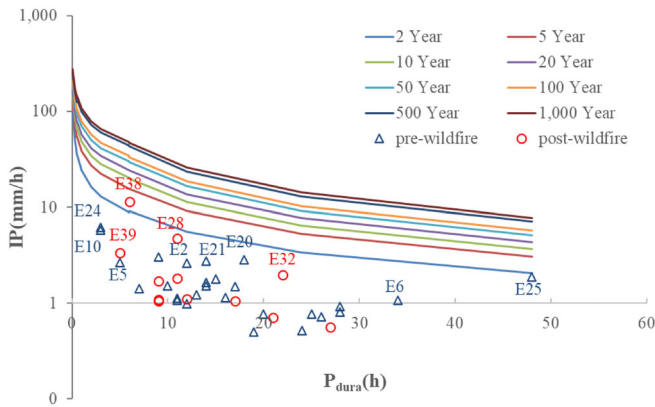 1,000
100
10
1
0
IP(mm/h)
0 10 20 30 40 50 60
P_dura(h)
2 Year 5 Year
10 Year 20 Year
50 Year 100 Year
500 Year 1,000 Year
pre-wildfire post-wildfire
E38
E24
E28
E10
E39
E2
E21
E20
E5
E32
E6
E25